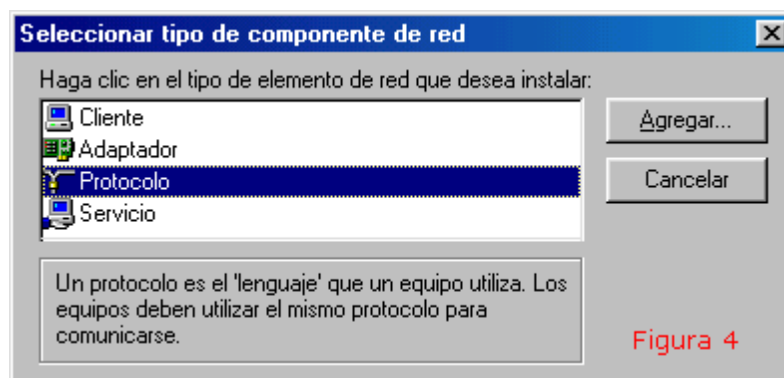 Seleccionar tipo de componente de red
Haga clic en el tipo de elemento de red que desea instalar:
Cliente
Adaptador
Protocolo
Servicio
Agregar...
Cancelar
Un protocolo es el 'lenguaje' que un equipo utiliza. Los
equipos deben utilizar el mismo protocolo para
comunicarse.
Figura 4